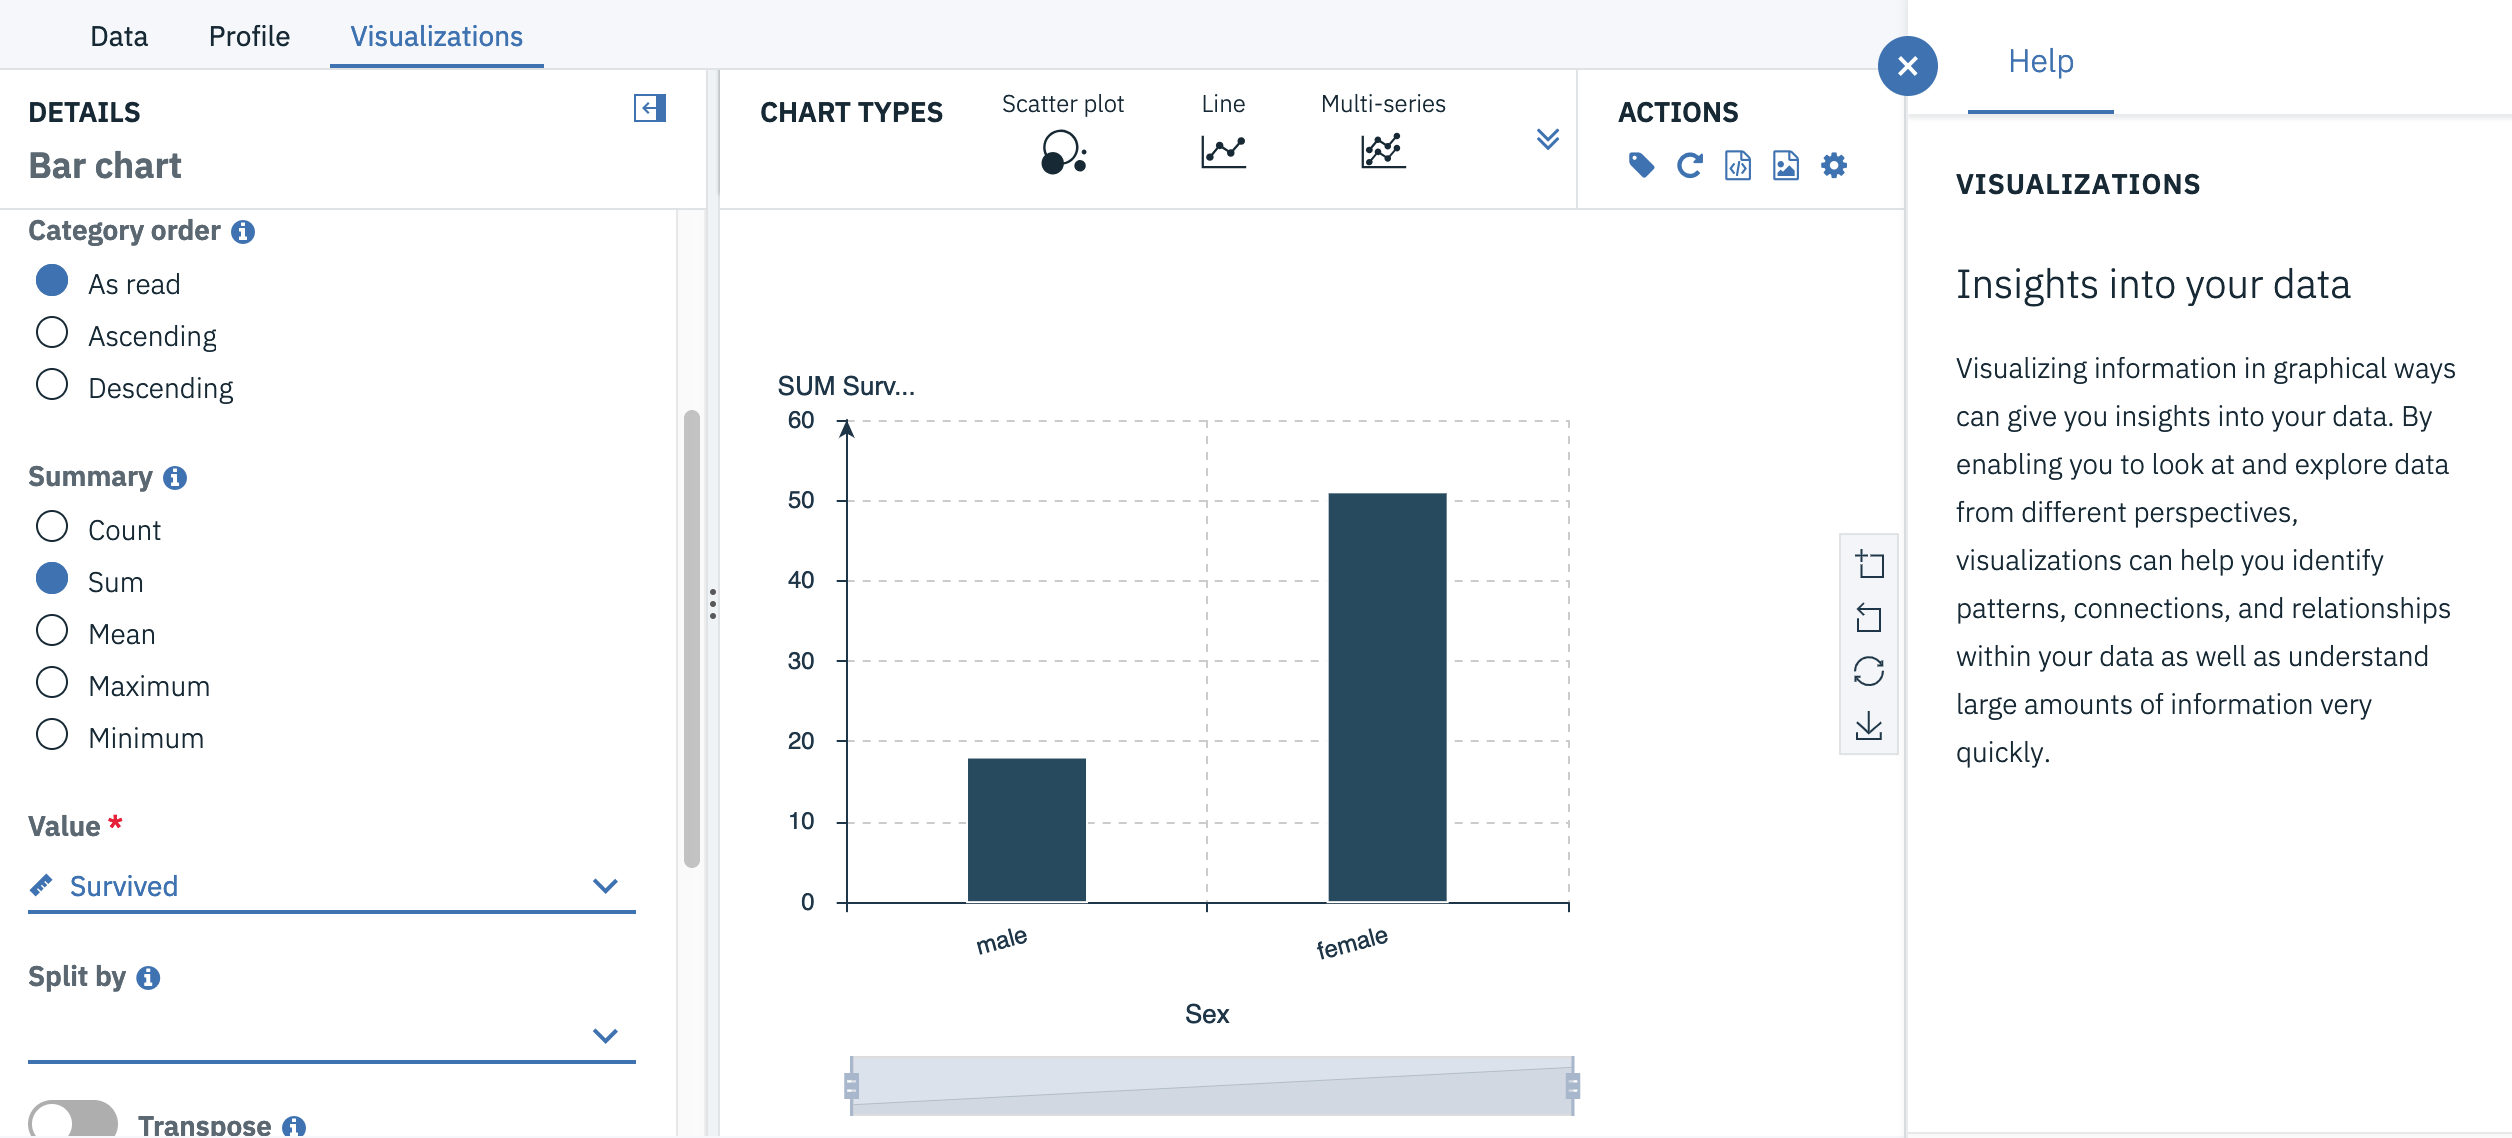 Data Profile Visualizations
DETAILS
Bar chart
Category order
As read
Ascending
Descending
Summary
Count
Sum
Mean
Maximum
Minimum
Value *
Survived
Split by
Transpose
CHART TYPES
Scatter plot
Line
Multi-series
ACTIONS
SUM Surv...
60
50
40
30
20
10
0
male
female
Sex
Help
VISUALIZATIONS
Insights into your data
Visualizing information in graphical ways
can give you insights into your data. By
enabling you to look at and explore data
from different perspectives,
visualizations can help you identify
patterns, connections, and relationships
within your data as well as understand
large amounts of information very
quickly.